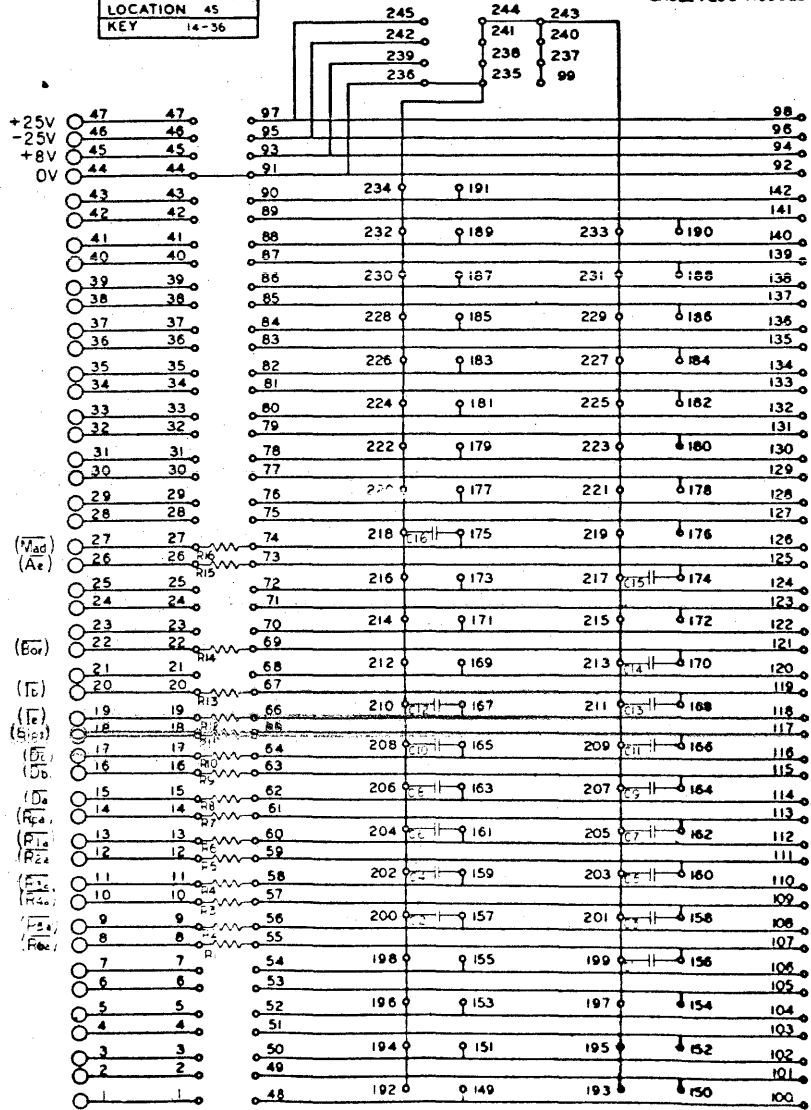 LOCATION 45
KEY 14-36
245 244 243
242 241 240
239 238 237
236 235 99
+25V 47 47 97 98
-25V 46 46 95 96
+8V 45 45 93 94
0V 44 44 91 92
43 43 90 234 191 142
42 42 89 141
41 41 88 232 189 233 190 140
40 40 87 139
39 39 86 230 187 231 188 138
38 38 85 137
37 37 84 228 185 229 186 136
36 36 83 135
35 35 82 226 183 227 184 134
34 34 81 133
33 33 80 224 181 225 182 132
32 32 79 131
31 31 78 222 179 223 180 130
30 30 77 129
29 29 76 177 221 178 128
28 28 75 127
(Mad) 27 27 R16 74 218 C16 175 219 176 126
(Ae) 26 26 R15 73 125
25 25 72 216 173 217 C15 174 124
24 24 71 123
23 23 70 214 171 215 172 122
(Bor) 22 22 R14 69 121
21 21 68 212 169 213 C14 170 120
(Tb) 20 20 R13 67 119
(Te) 19 19 R12 66 210 C12 167 211 C13 168 118
18 18 117
(Dc) 17 17 R10 64 208 C10 165 209 C11 166 116
(Db) 16 16 R9 63 115
(Da 15 15 R8 62 206 C8 163 207 C9 164 114
(Rpa) 14 14 R7 61 113
(R1a) 13 13 R6 60 204 C6 161 205 C7 162 112
(R2a 12 12 R5 59 111
11 11 R4 58 202 C4 159 203 160 110
(R4a) 10 10 R3 57 109
9 9 56 200 157 201 158 108
8 8 R1 55 107
7 7 54 198 155 199 156 106
6 6 53 105
5 5 52 196 153 197 154 104
4 4 51 103
3 3 50 194 151 195 152 102
2 2 49 101
1 1 48 192 149 193 150 100